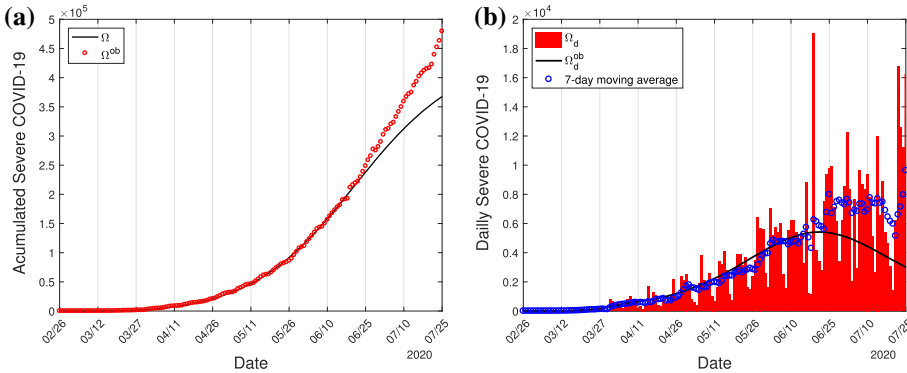 (a)
×10^5
5
4.5
4
3.5
3
2.5
2
1.5
1
0.5
0
Acumulated Severe COVID-19
Ω
Ω^ob
02/26 03/12 03/27 04/11 04/26 05/11 05/26 06/10 06/25 07/10 07/25
2020
Date
(b)
×10^4
2
1.8
1.6
1.4
1.2
1
0.8
0.6
0.4
0.2
0
Dailly Severe COVID-19
Ω_d
Ω_d^ob
7-day moving average
02/26 03/12 03/27 04/11 04/26 05/11 05/26 06/10 06/25 07/10 07/25
2020
Date